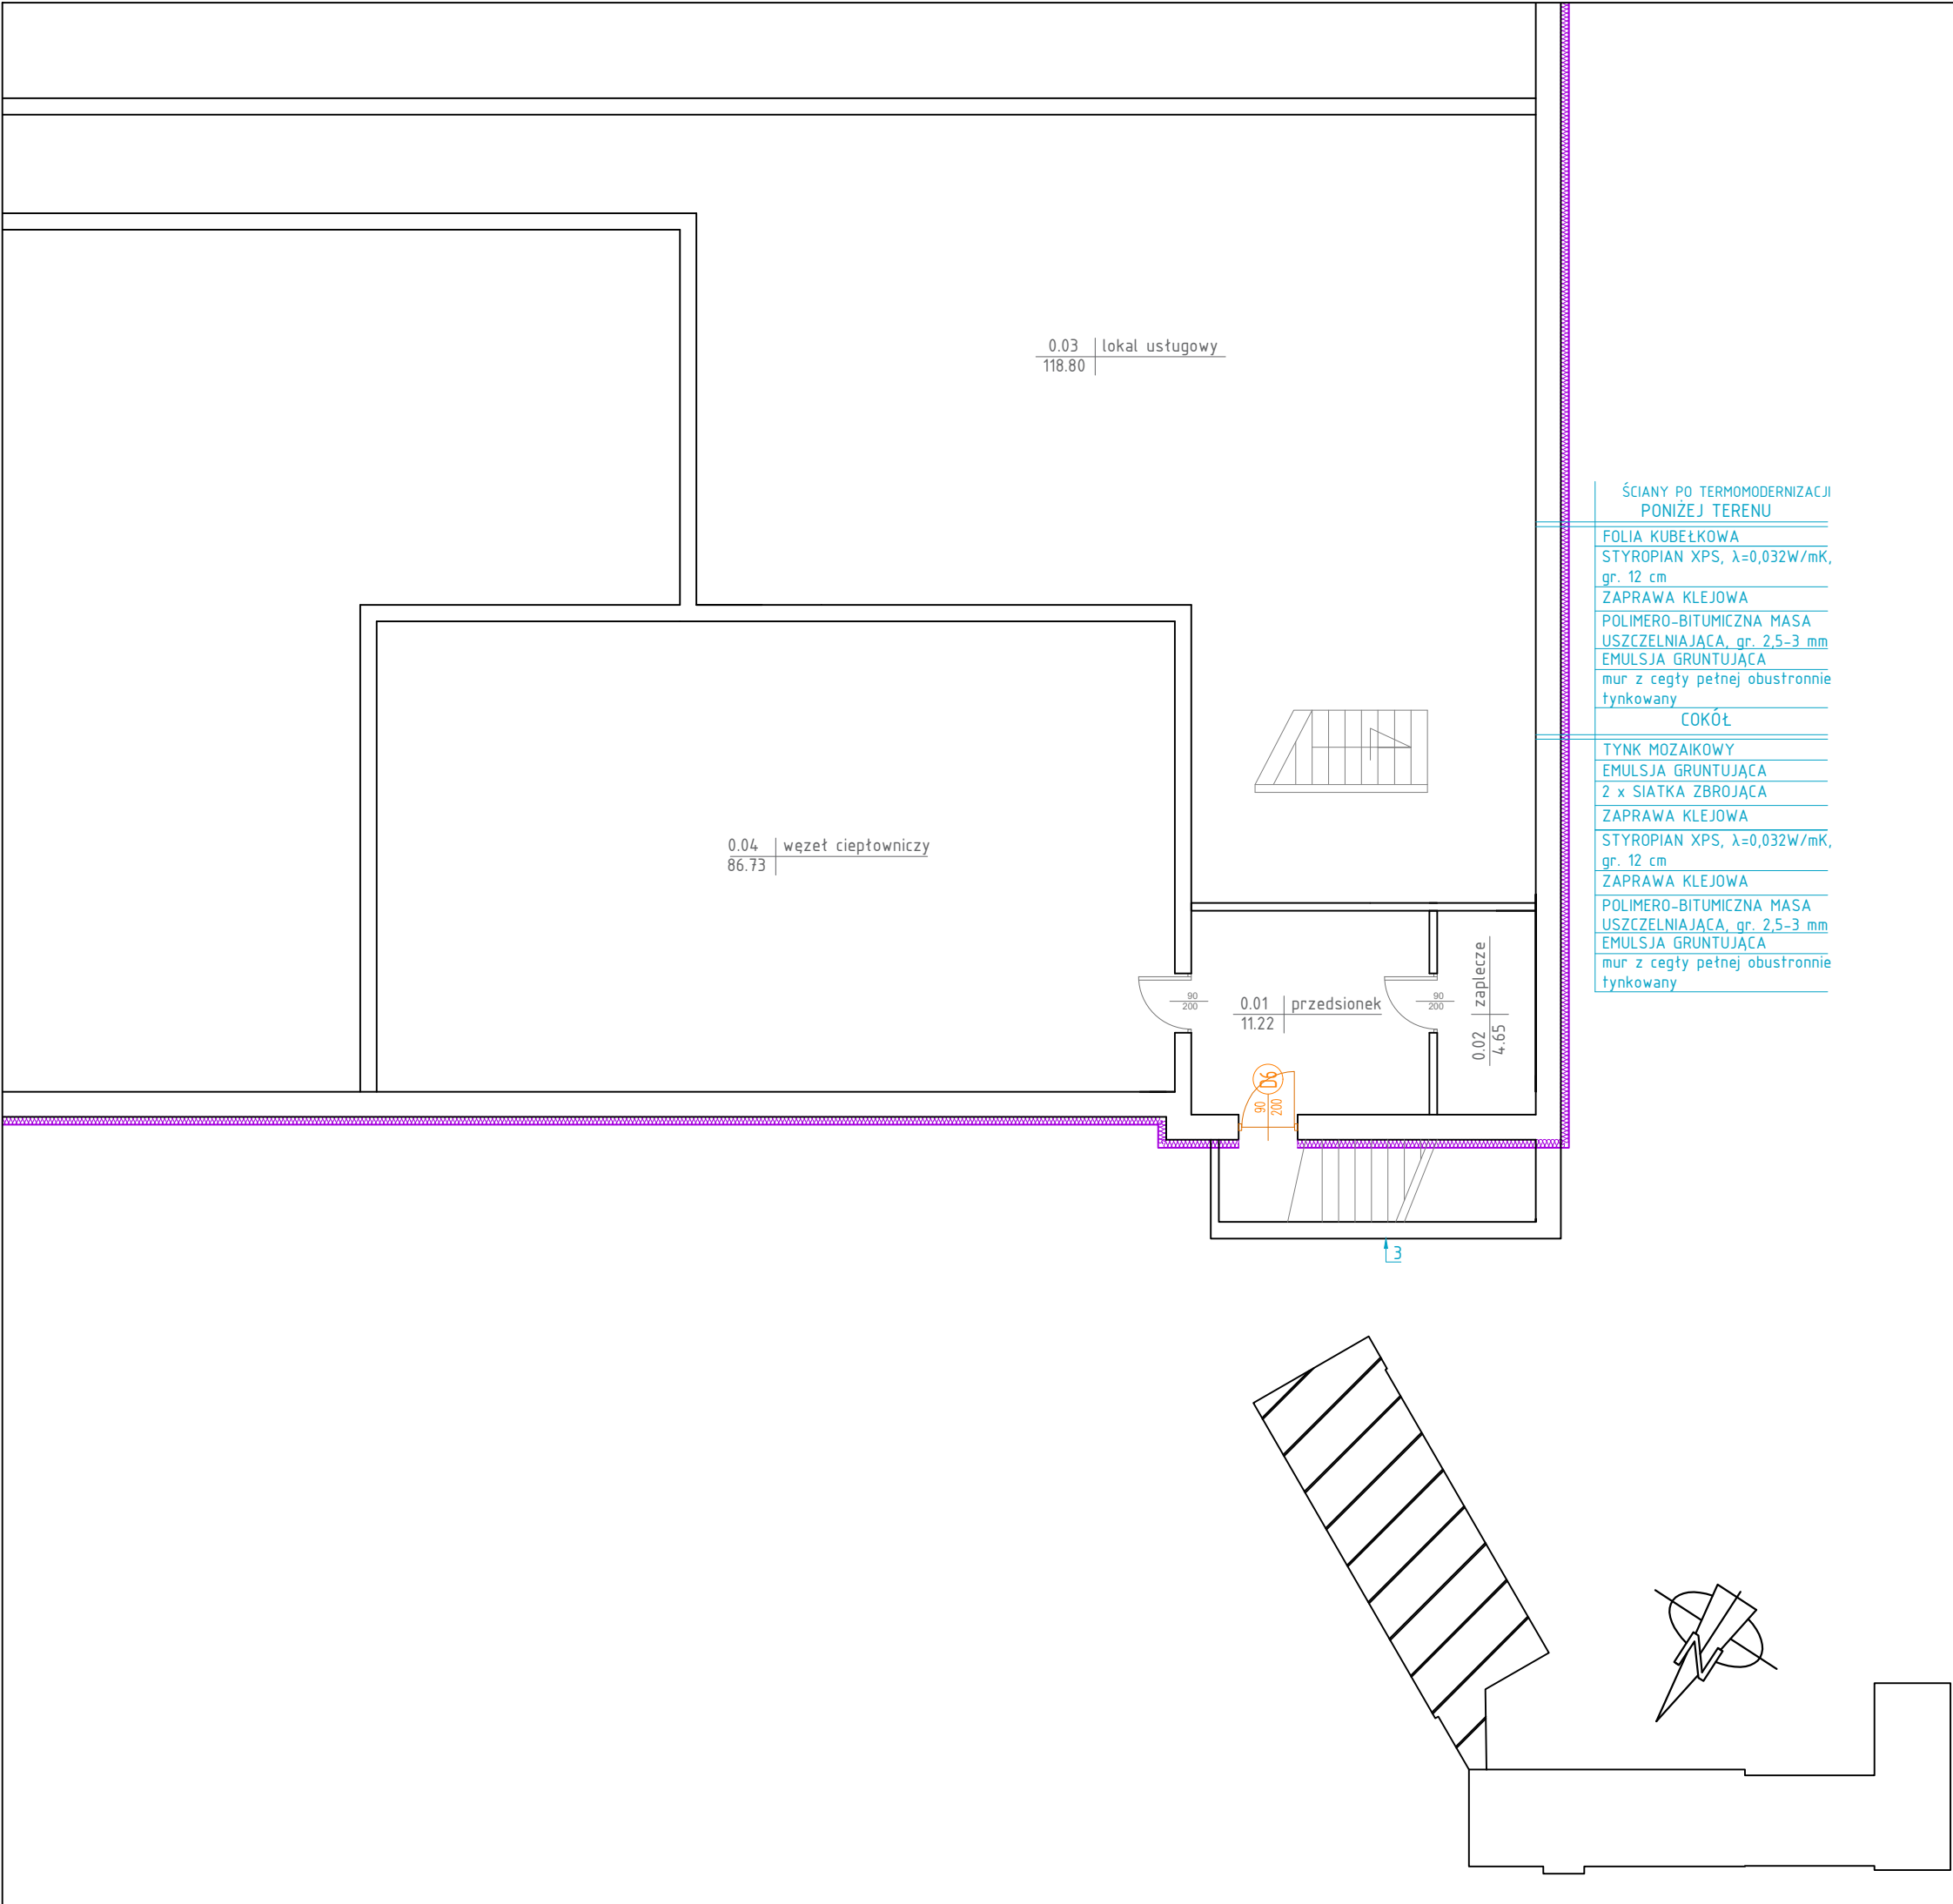 0.03 lokal usługowy
118.80
ŚCIANY PO TERMOMODERNIZACJI
PONIŻEJ TERENU
FOLIA KUBEŁKOWA
STYROPIAN XPS, λ=0,032W/mK,
gr. 12 cm
ZAPRAWA KLEJOWA
POLIMERO-BITUMICZNA MASA
USZCZELNIAJĄCA, gr. 2,5-3 mm
EMULSJA GRUNTUJĄCA
mur z cegły pełnej obustronnie
tynkowany
COKÓŁ
TYNK MOZAIKOWY
EMULSJA GRUNTUJĄCA
2 x SIATKA ZBROJĄCA
ZAPRAWA KLEJOWA
STYROPIAN XPS, λ=0,032W/mK,
gr. 12 cm
ZAPRAWA KLEJOWA
POLIMERO-BITUMICZNA MASA
USZCZELNIAJĄCA, gr. 2,5-3 mm
EMULSJA GRUNTUJĄCA
mur z cegły pełnej obustronnie
tynkowany
0.04 węzeł ciepłowniczy
86.73
90
200
0.01 przedsionek
11.22
90
200
0.02 zaplecze
4.65
D6
90
200
3
N